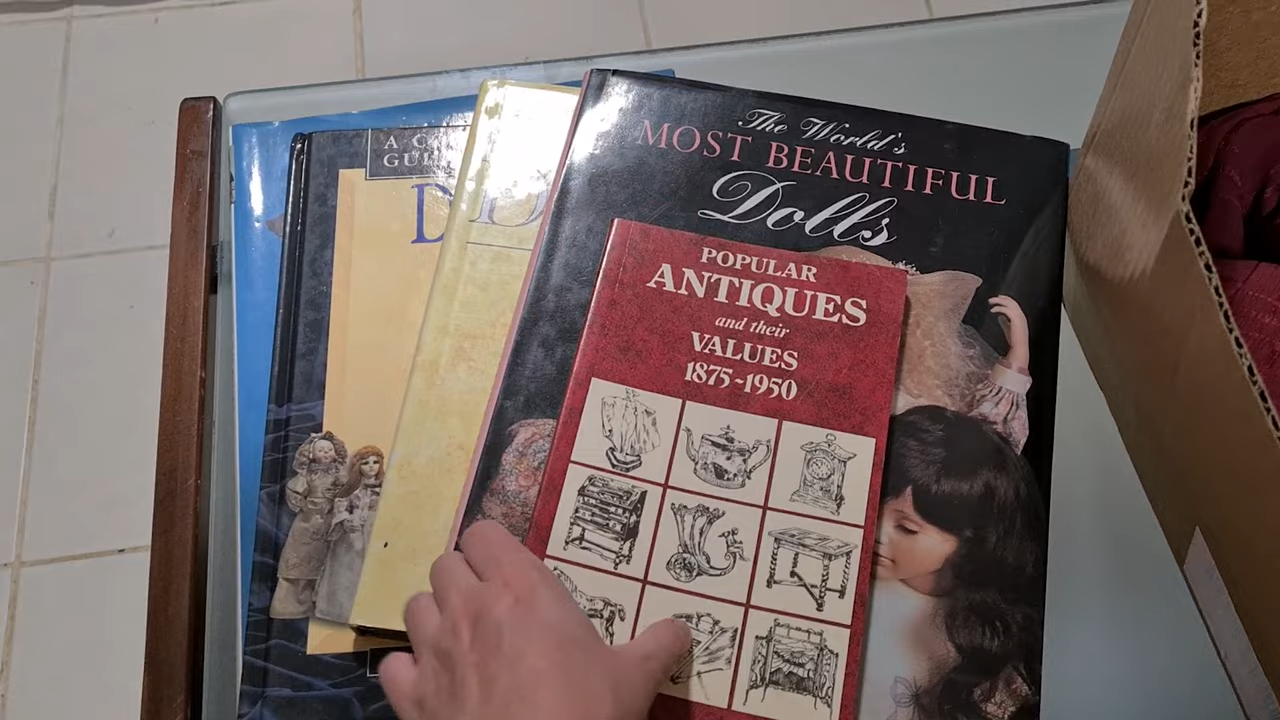 The World's
MOST BEAUTIFUL
Dolls
POPULAR
ANTIQUES
and their
VALUES
1875~1950
A